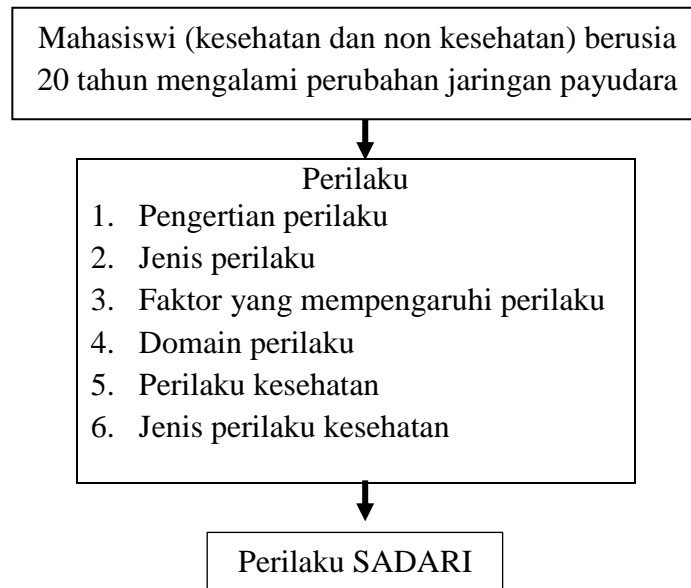 Mahasiswi (kesehatan dan non kesehatan) berusia
20 tahun mengalami perubahan jaringan payudara
Perilaku
1. Pengertian perilaku
2. Jenis perilaku
3. Faktor yang mempengaruhi perilaku
4. Domain perilaku
5. Perilaku kesehatan
6. Jenis perilaku kesehatan
Perilaku SADARI